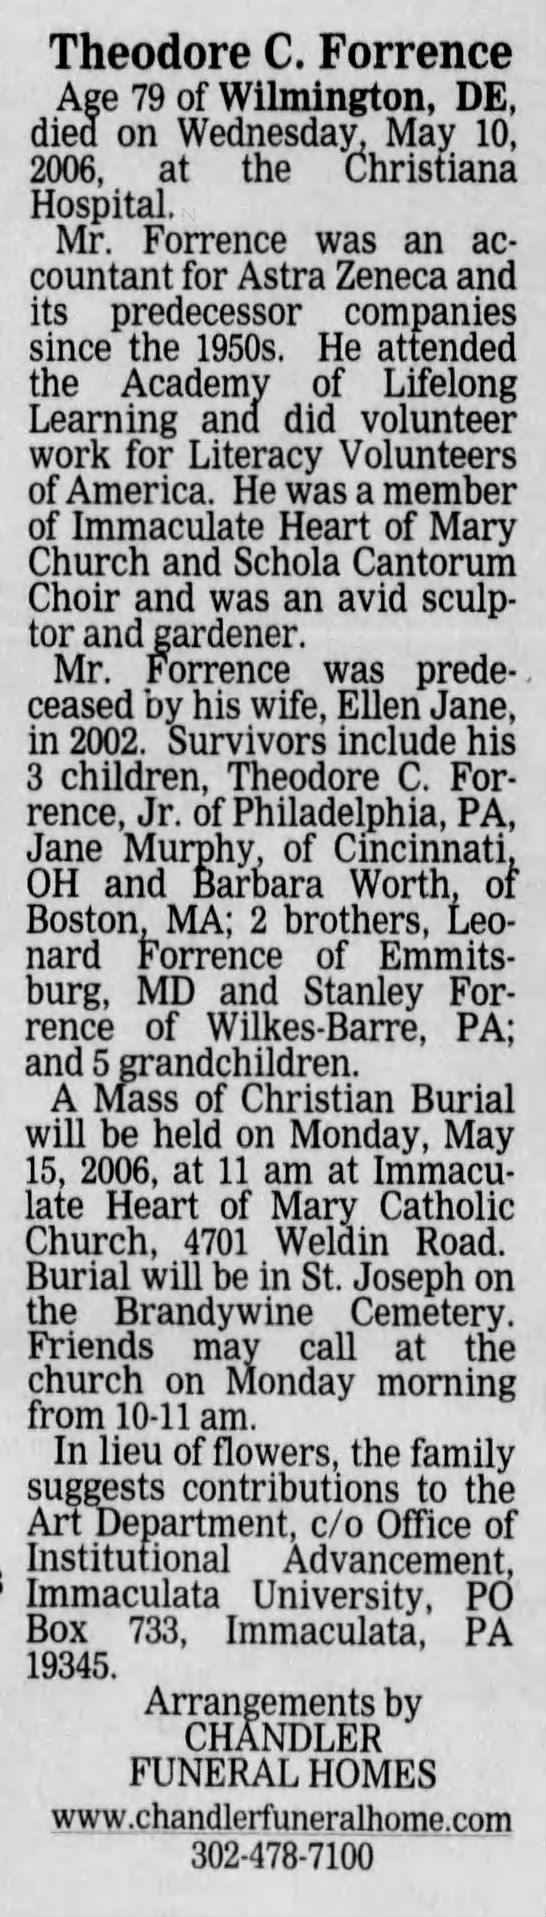 Theodore C. Forrence
Age 79 of Wilmington, DE,
died on Wednesday, May 10,
2006, at the Christiana
Hospital.
Mr. Forrence was an ac-
countant for Astra Zeneca and
its predecessor companies
since the 1950s. He attended
the Academy of Lifelong
Learning and did volunteer
work for Literacy Volunteers
of America. He was a member
of Immaculate Heart of Mary
Church and Schola Cantorum
Choir and was an avid sculp-
tor and gardener.
Mr. Forrence was prede-
ceased by his wife, Ellen Jane,
in 2002. Survivors include his
3 children, Theodore C. For-
rence, Jr. of Philadelphia, PA,
Jane Murphy, of Cincinnati,
OH and Barbara Worth, of
Boston, MA; 2 brothers, Leo-
nard Forrence of Emmits-
burg, MD and Stanley For-
rence of Wilkes-Barre, PA;
and 5 grandchildren.
A Mass of Christian Burial
will be held on Monday, May
15, 2006, at 11 am at Immacu-
late Heart of Mary Catholic
Church, 4701 Weldin Road.
Burial will be in St. Joseph on
the Brandywine Cemetery.
Friends may call at the
church on Monday morning
from 10-11 am.
In lieu of flowers, the family
suggests contributions to the
Art Department, c/o Office of
Institutional Advancement,
Immaculata University, PO
Box 733, Immaculata, PA
19345.
Arrangements by
CHANDLER
FUNERAL HOMES
www.chandlerfuneralhome.com
302-478-7100